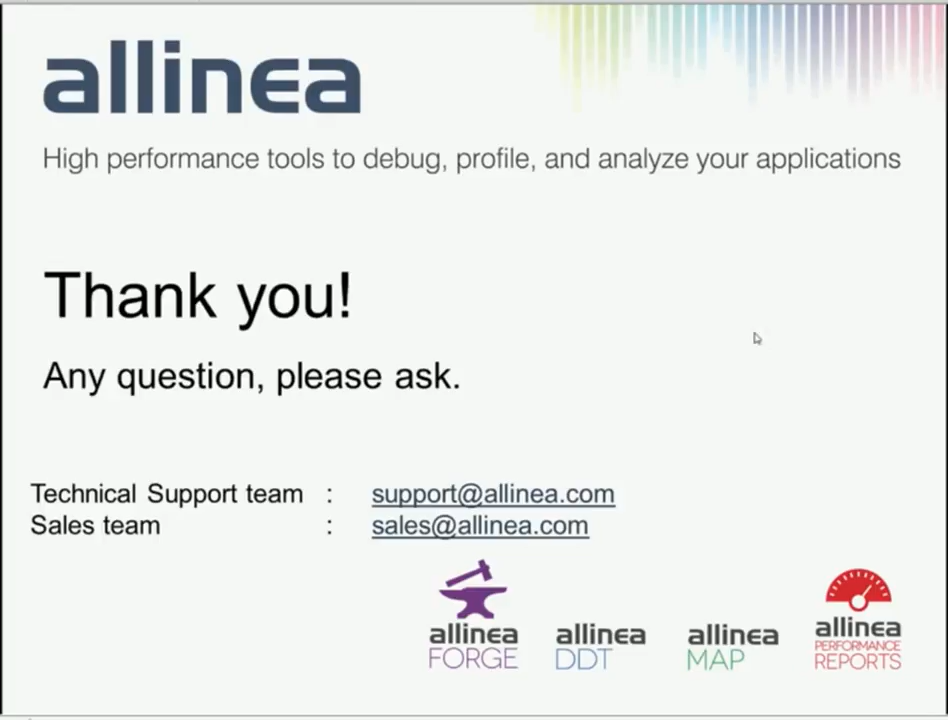 allinea
High performance tools to debug, profile, and analyze your applications
Thank you!
Any question, please ask.
Technical Support team : support@allinea.com
Sales team : sales@allinea.com
allinea FORGE
allinea DDT
allinea MAP
allinea PERFORMANCE REPORTS